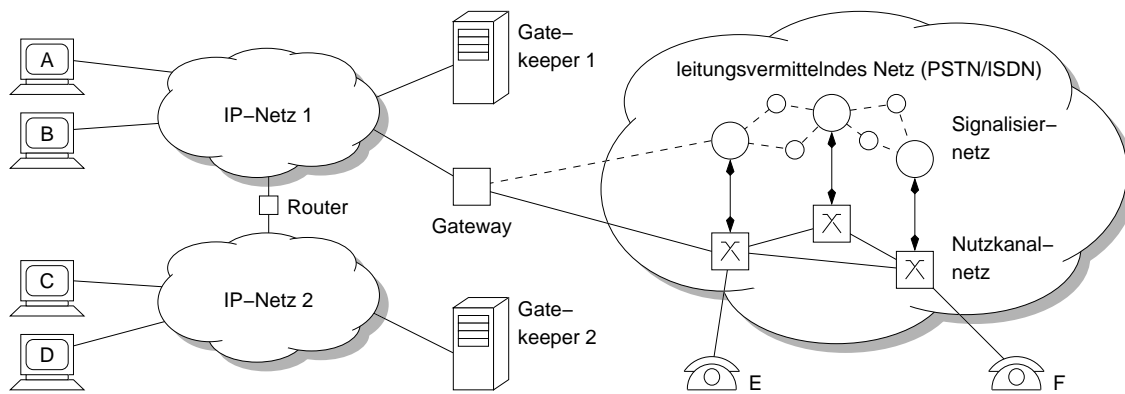 A
B
IP–Netz 1
Gate–
keeper 1
Router
Gateway
C
D
IP–Netz 2
Gate–
keeper 2
leitungsvermittelndes Netz (PSTN/ISDN)
Signalisier–
netz
Nutzkanal–
netz
E
F